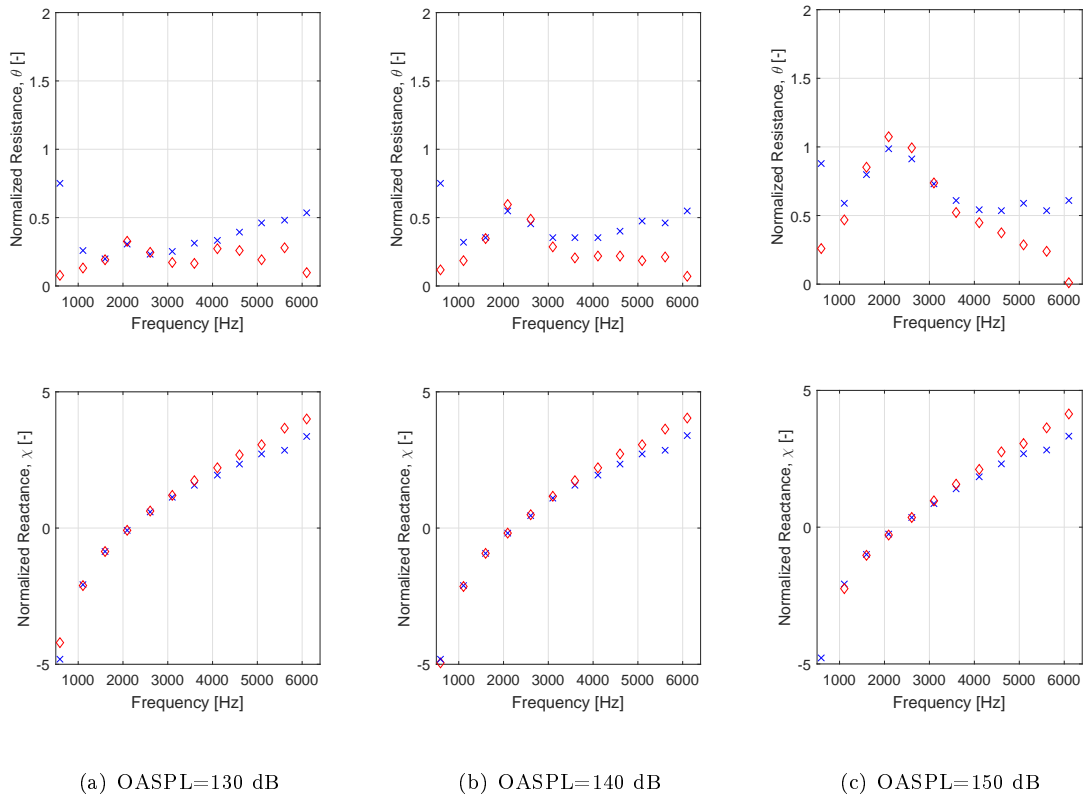 Normalized Resistance, θ [-]
2
1.5
1
0.5
0
1000 2000 3000 4000 5000 6000
Frequency [Hz]
Normalized Resistance, θ [-]
2
1.5
1
0.5
0
1000 2000 3000 4000 5000 6000
Frequency [Hz]
Normalized Resistance, θ [-]
2
1.5
1
0.5
0
1000 2000 3000 4000 5000 6000
Frequency [Hz]
Normalized Reactance, χ [-]
5
0
-5
1000 2000 3000 4000 5000 6000
Frequency [Hz]
Normalized Reactance, χ [-]
5
0
-5
1000 2000 3000 4000 5000 6000
Frequency [Hz]
Normalized Reactance, χ [-]
5
0
-5
1000 2000 3000 4000 5000 6000
Frequency [Hz]
(a) OASPL=130 dB
(b) OASPL=140 dB
(c) OASPL=150 dB